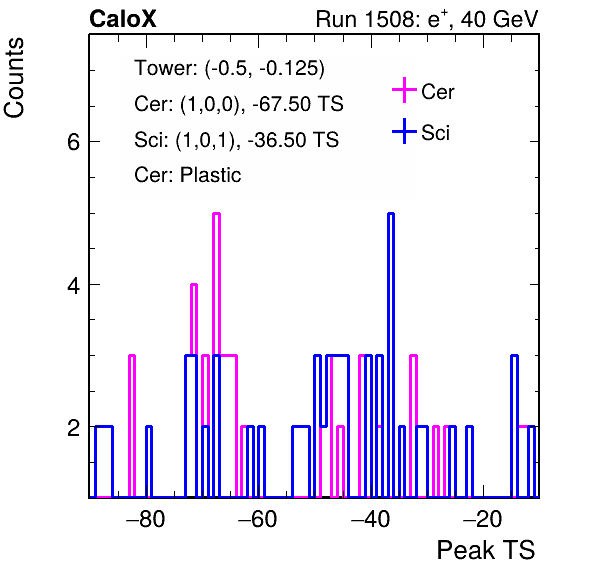 CaloX Run 1508: e+, 40 GeV
Counts
Tower: (-0.5, -0.125)
Cer: (1,0,0), -67.50 TS
Sci: (1,0,1), -36.50 TS
Cer: Plastic
Cer
Sci
6
4
2
−80 −60 −40 −20
Peak TS